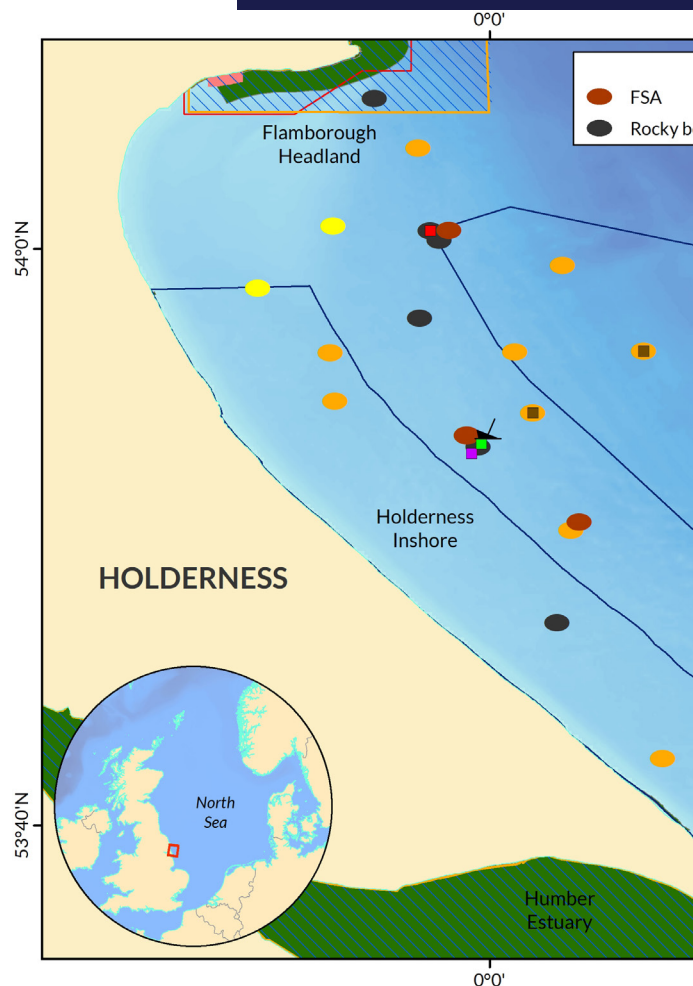 0°0'
FSA
Rocky b
Flamborough
Headland
54°0'N
Holderness
Inshore
HOLDERNESS
North
Sea
53°40'N
Humber
Estuary
0°0'